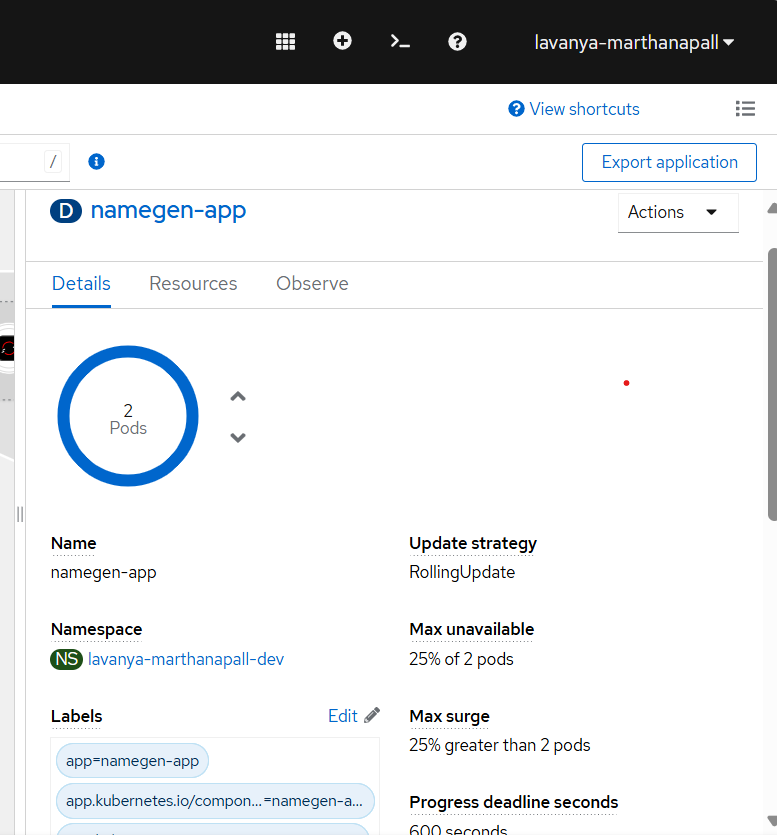 lavanya-marthanapall
View shortcuts
/
Export application
D namegen-app
Actions
Details Resources Observe
2
Pods
Name
namegen-app
Update strategy
RollingUpdate
Namespace
NS lavanya-marthanapall-dev
Max unavailable
25% of 2 pods
Labels Edit
Max surge
25% greater than 2 pods
app=namegen-app
app.kubernetes.io/compon...=namegen-a...
Progress deadline seconds
600 seconds